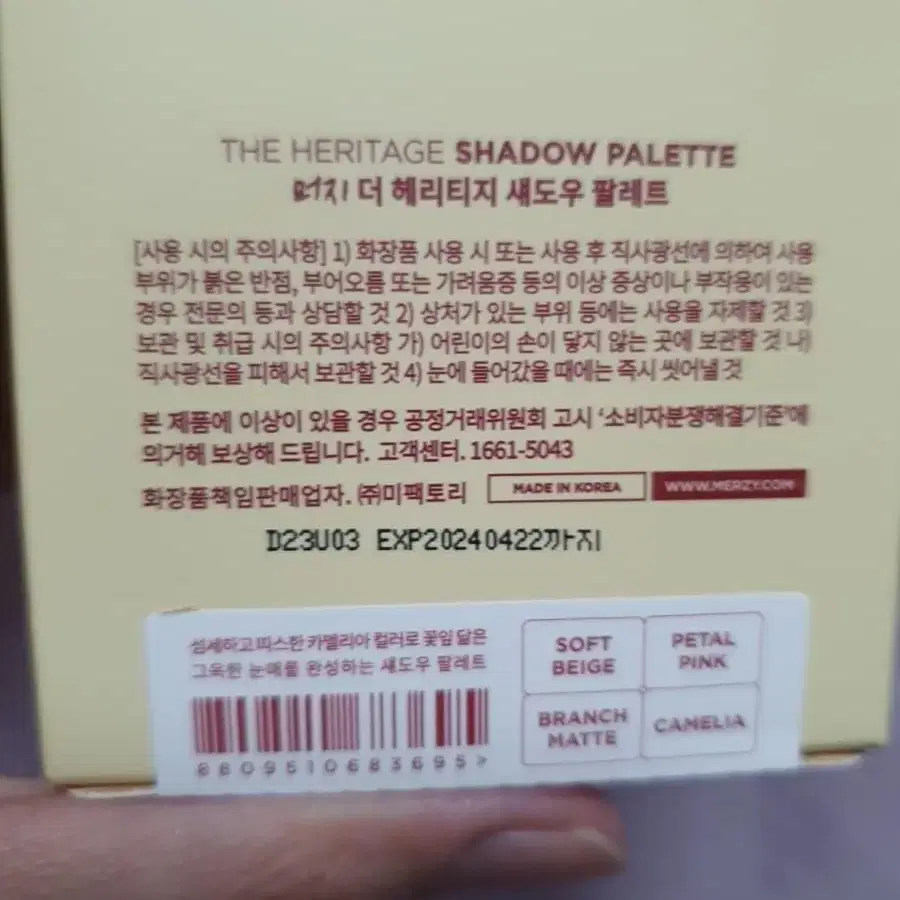 THE HERITAGE SHADOW PALETTE
머지 더 헤리티지 섀도우 팔레트
[사용 시의 주의사항] 1) 화장품 사용 시 또는 사용 후 직사광선에 의하여 사용
부위가 붉은 반점, 부어오름 또는 가려움증 등의 이상 증상이나 부작용이 있는
경우 전문의 등과 상담할 것 2) 상처가 있는 부위 등에는 사용을 자제할 것 3)
보관 및 취급 시의 주의사항 가) 어린이의 손이 닿지 않는 곳에 보관할 것 나)
직사광선을 피해서 보관할 것 4) 눈에 들어갔을 때에는 즉시 씻어낼 것
본 제품에 이상이 있을 경우 공정거래위원회 고시 '소비자분쟁해결기준'에
의거해 보상해 드립니다. 고객센터. 1661-5043
화장품책임판매업자. ㈜미팩토리 MADE IN KOREA WWW.MERZY.COM
D23U03 EXP20240422까지
섬세하고 따스한 카멜리아 컬러로 꽃잎 닮은
그윽한 눈매를 완성하는 섀도우 팔레트
8809510683695>
SOFT BEIGE
PETAL PINK
BRANCH MATTE
CAMELIA